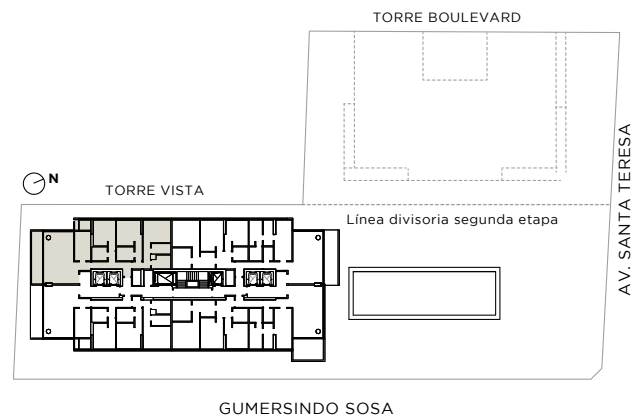 TORRE BOULEVARD
AV. SANTA TERESA
N
TORRE VISTA
Línea divisoria segunda etapa
GUMERSINDO SOSA